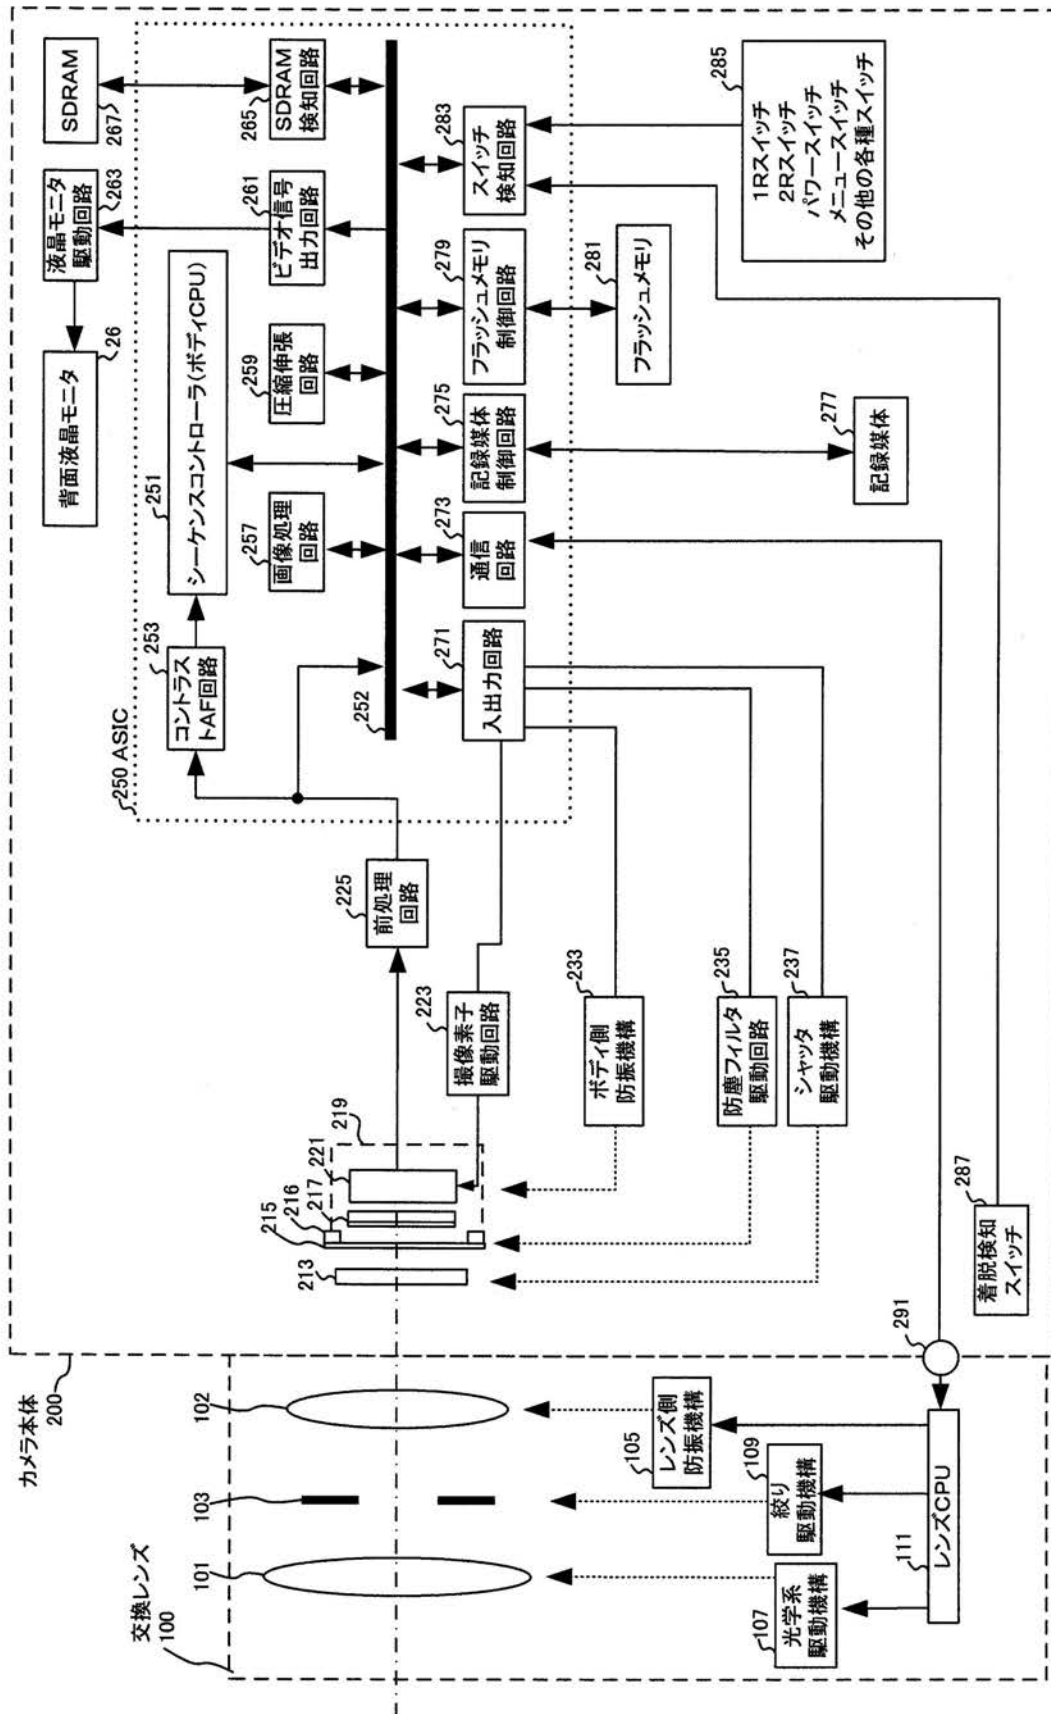 カメラ本体
200
交換レンズ
100
101
103
102
107
光学系
駆動機構
109
絞り
駆動機構
105
レンズ側
防振機構
111
レンズCPU
291
213
215
216
217
221
219
223
撮像素子
駆動回路
225
前処理
回路
233
ボディ側
防振機構
235
防塵フィルタ
駆動回路
237
シャッタ
駆動機構
287
着脱検知
スイッチ
250 ASIC
253
コントラス
トAF回路
251
シーケンスコントローラ(ボディCPU)
252
257
画像処理
回路
259
圧縮伸張
回路
261
ビデオ信号
出力回路
265
SDRAM
検知回路
271
入出力回路
273
通信
回路
275
記録媒体
制御回路
279
フラッシュメモリ
制御回路
283
スイッチ
検知回路
26
背面液晶モニタ
263
液晶モニタ
駆動回路
267
SDRAM
277
記録媒体
281
フラッシュメモリ
285
1Rスイッチ
2Rスイッチ
パワースイッチ
メニュースイッチ
その他の各種スイッチ